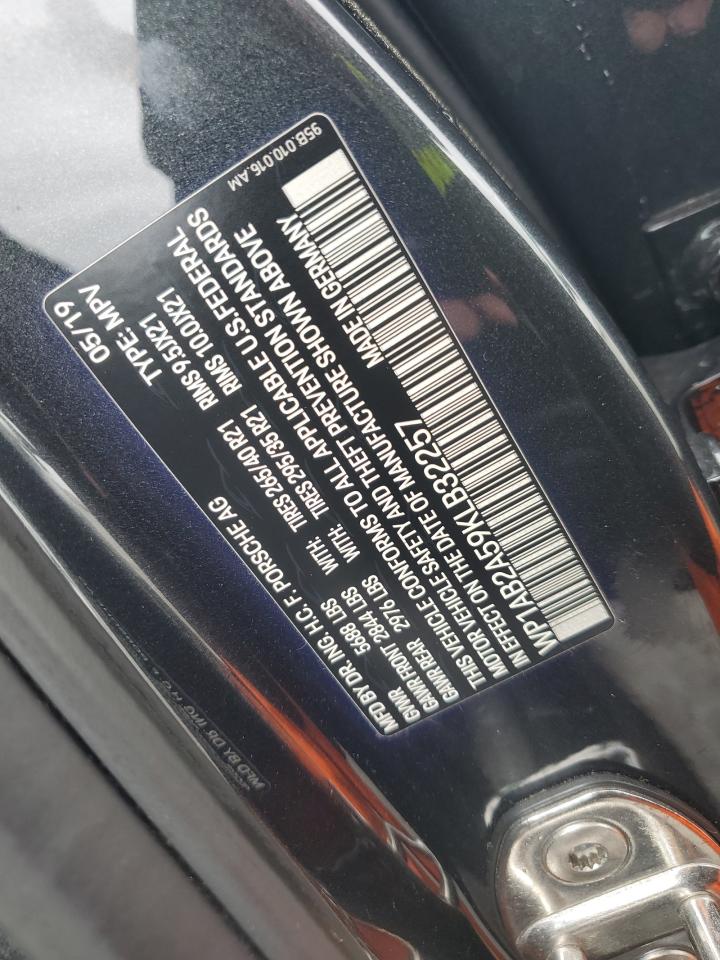 MFD BY DR. ING. H.C. F. PORSCHE AG 05/19
GVWR 5688 LBS TYPE: MPV
GAWR FRONT 2844 LBS WTH: TIRES 265/40 R21 RIMS 9.5JX21
GAWR REAR 2976 LBS WTH: TIRES 295/35 R21 RIMS 10.0JX21
THIS VEHICLE CONFORMS TO ALL APPLICABLE U.S. FEDERAL
MOTOR VEHICLE SAFETY AND THEFT PREVENTION STANDARDS
IN EFFECT ON THE DATE OF MANUFACTURE SHOWN ABOVE
WP1AB2A59KLB32257 MADE IN GERMANY
95B.010.016.AM